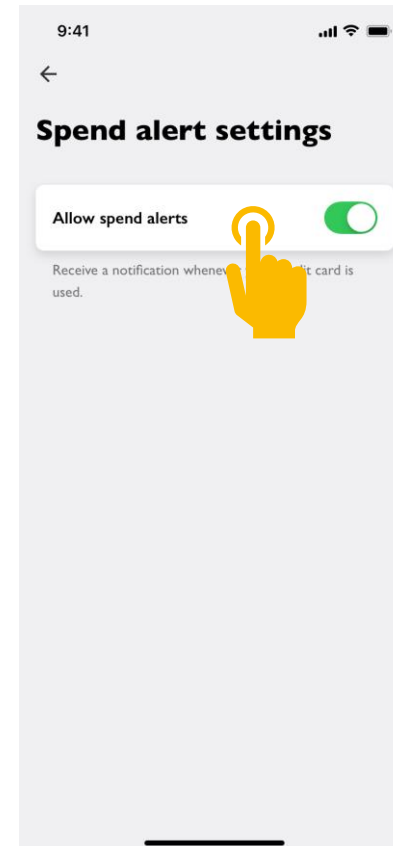 9:41
Spend alert settings
Allow spend alerts
Receive a notification card is
used.